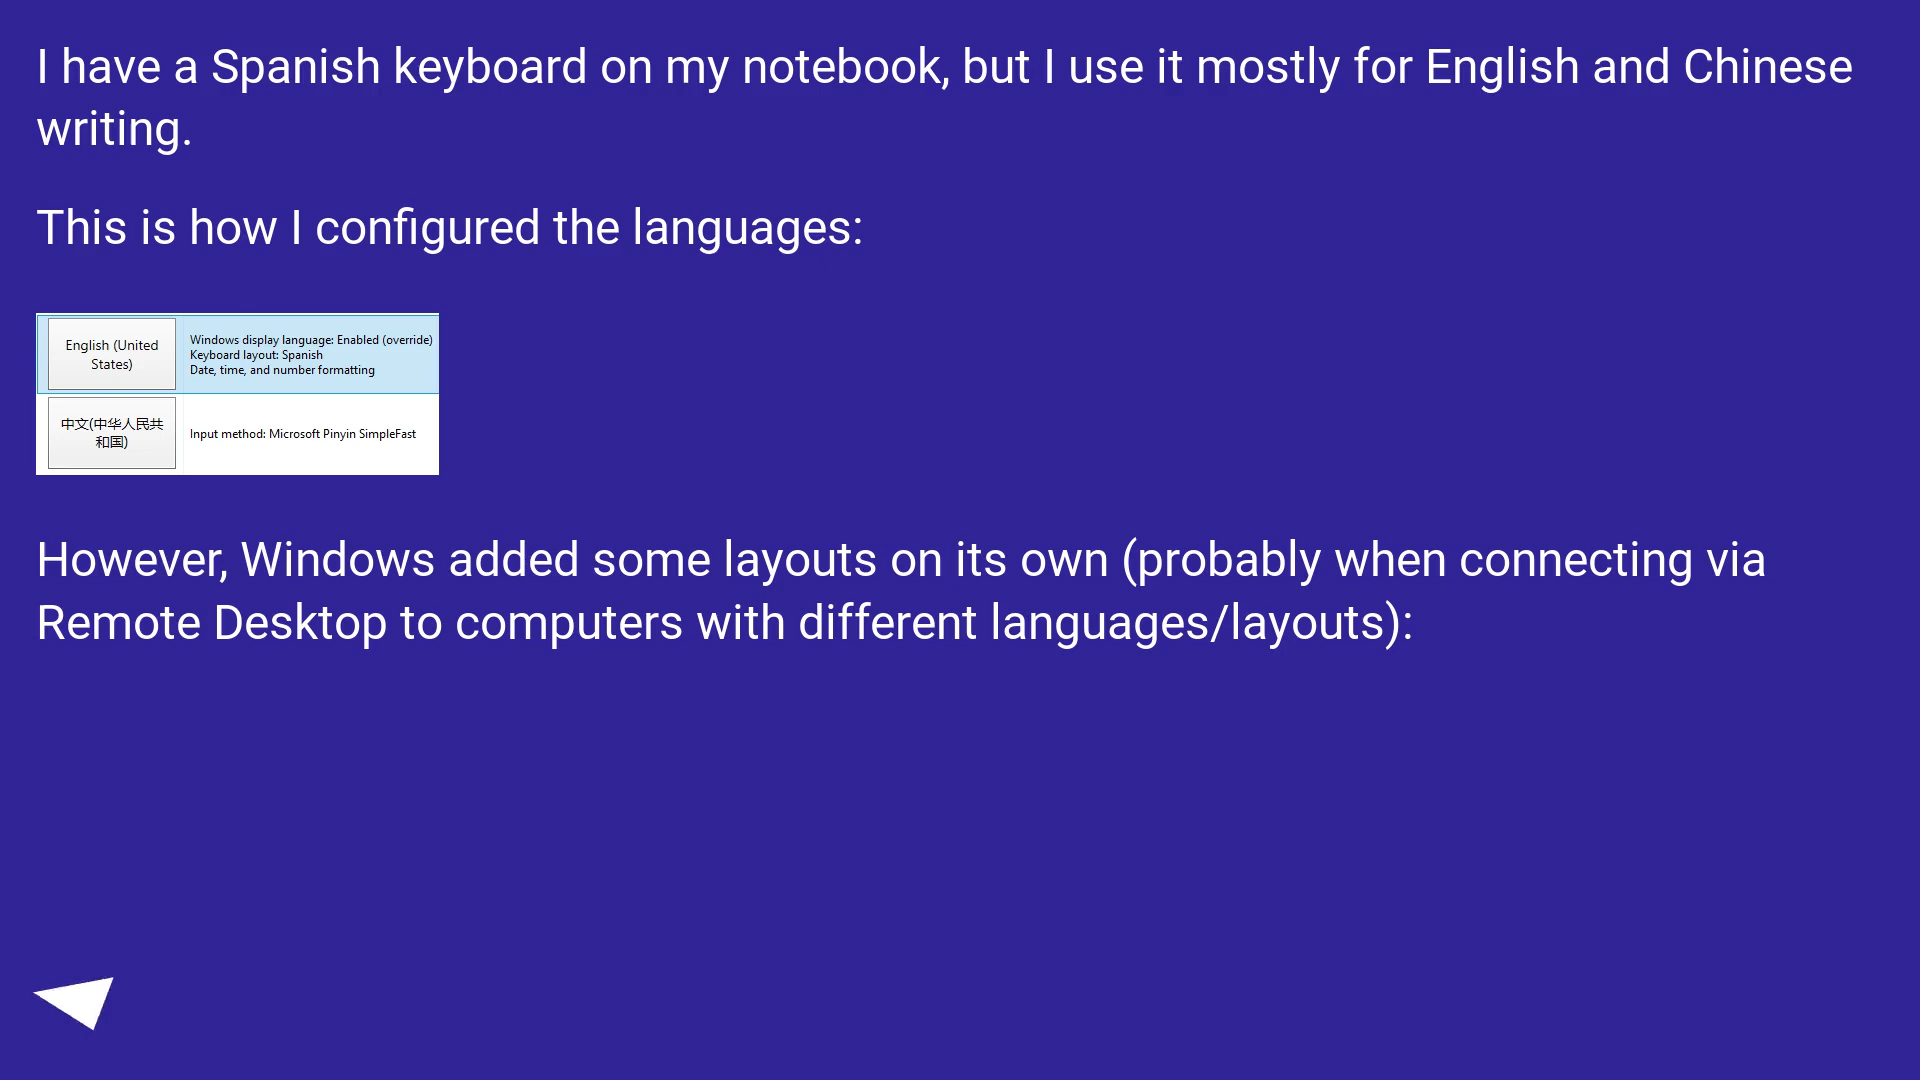 I have a Spanish keyboard on my notebook, but I use it mostly for English and Chinese
writing.
This is how I configured the languages:
English (United
States)
Windows display language: Enabled (override)
Keyboard layout: Spanish
Date, time, and number formatting
中文(中华人民共
和国)
Input method: Microsoft Pinyin SimpleFast
However, Windows added some layouts on its own (probably when connecting via
Remote Desktop to computers with different languages/layouts):